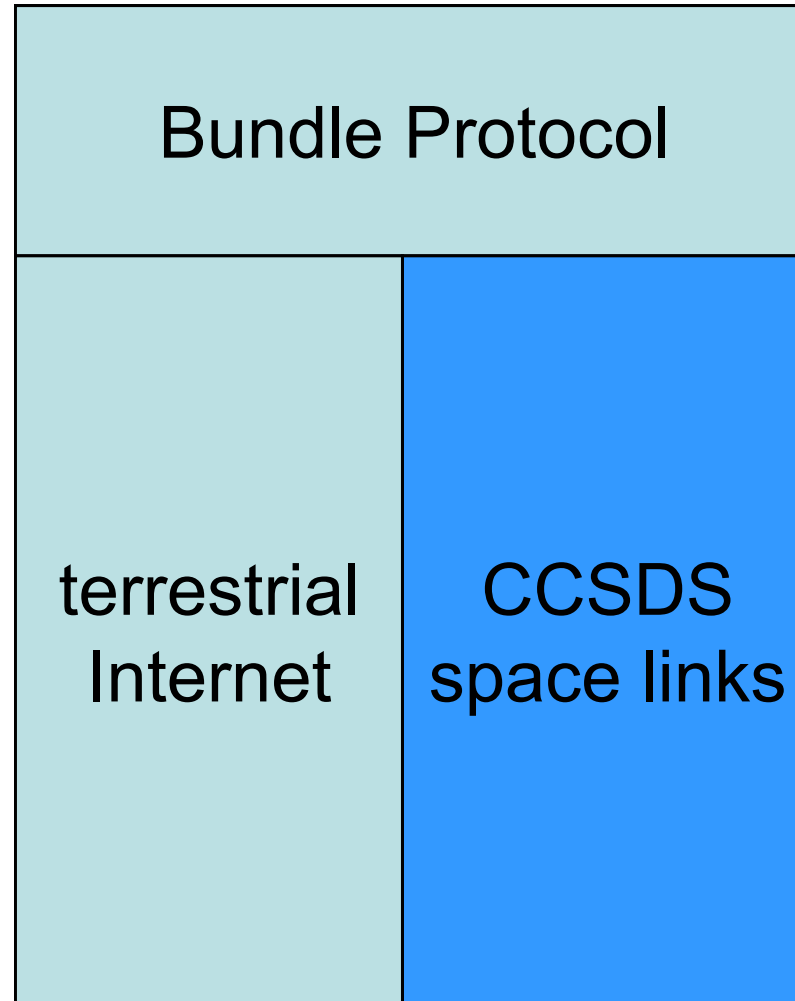 Bundle Protocol
terrestrial
Internet
CCSDS
space links